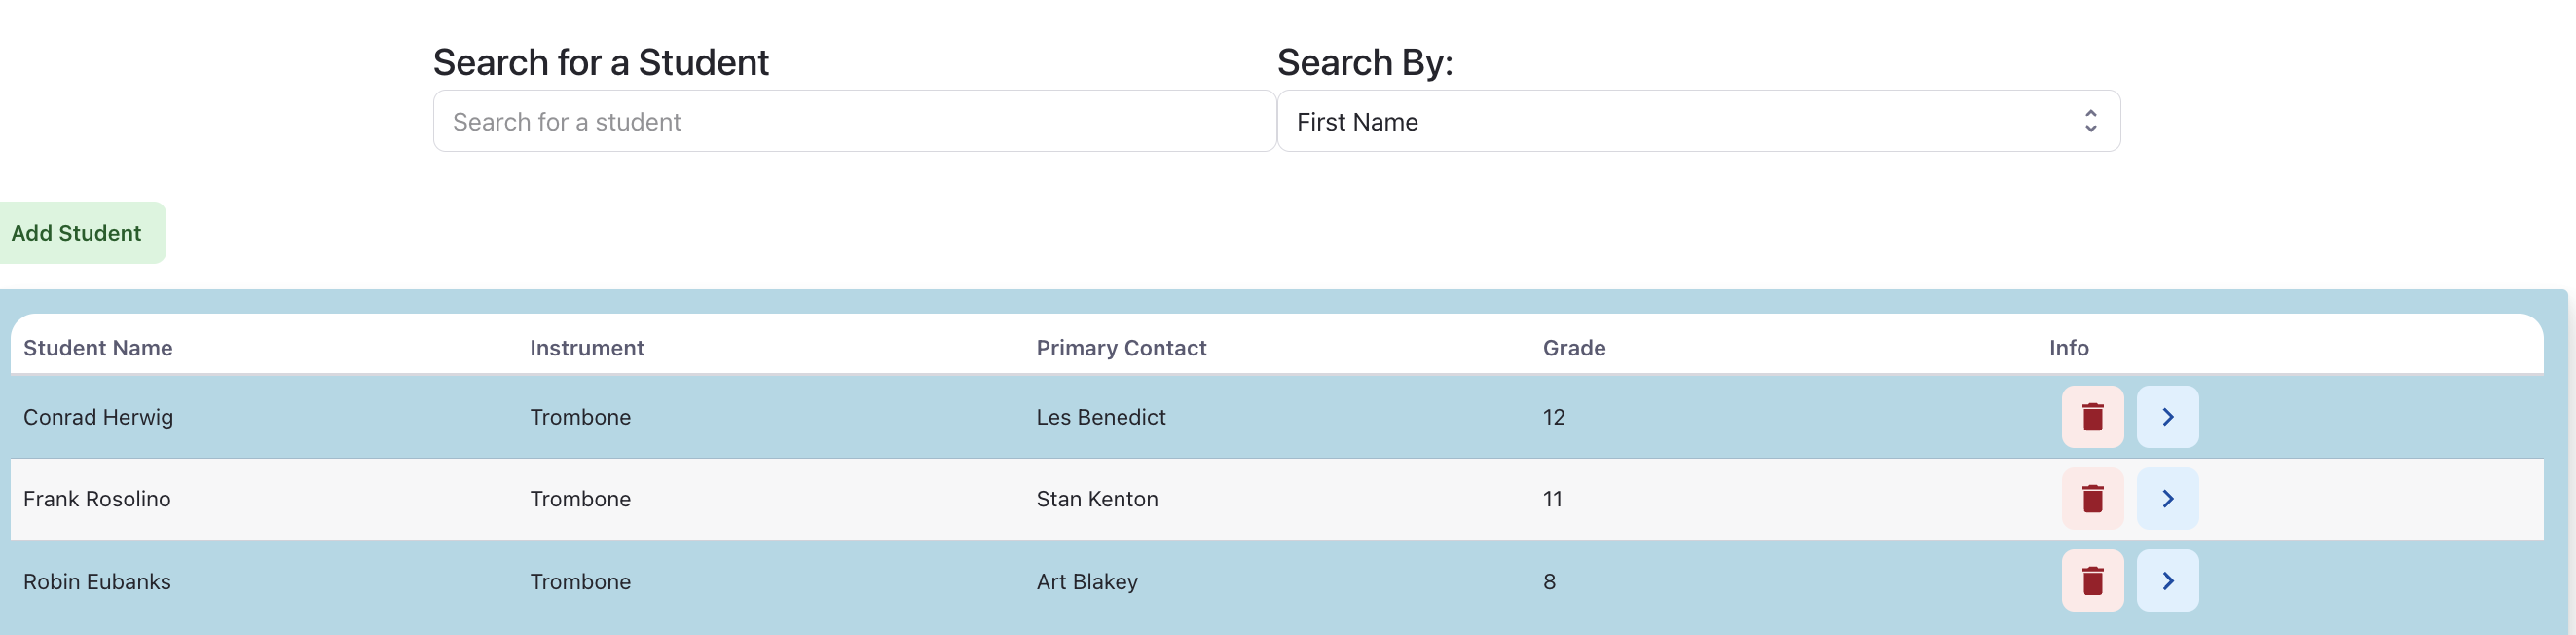 Search for a Student Search By:
Search for a student First Name
Add Student
Student Name Instrument Primary Contact Grade Info
Conrad Herwig Trombone Les Benedict 12
Frank Rosolino Trombone Stan Kenton 11
Robin Eubanks Trombone Art Blakey 8